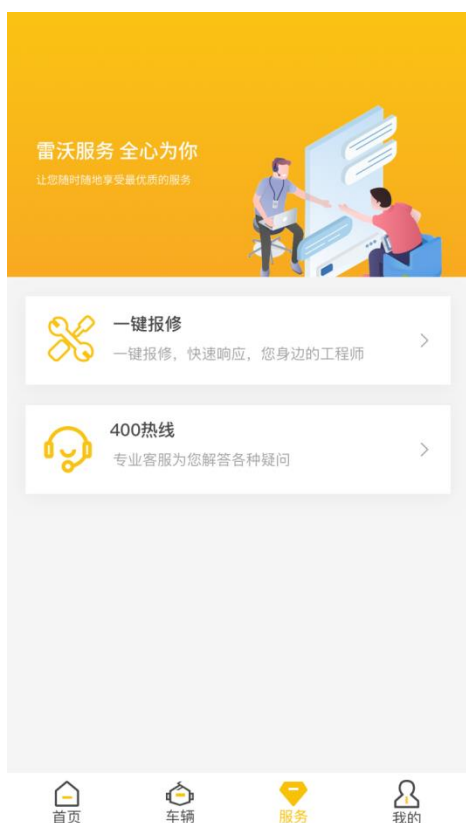 雷沃服务 全心为你
让您随时随地享受最优质的服务
一键报修
一键报修，快速响应，您身边的工程师
400热线
专业客服为您解答各种疑问
首页 车辆 服务 我的